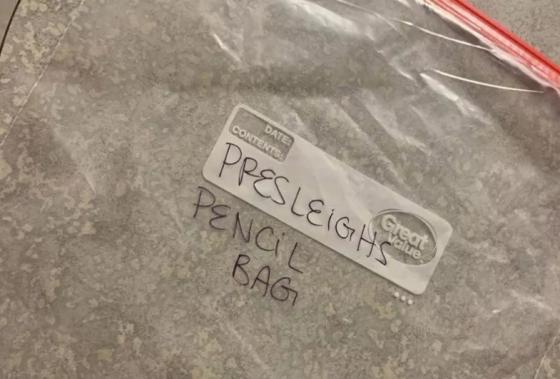 DATE:
CONTENTS:
PRESLEIGHS
Great
Value
PENCiL
BAG